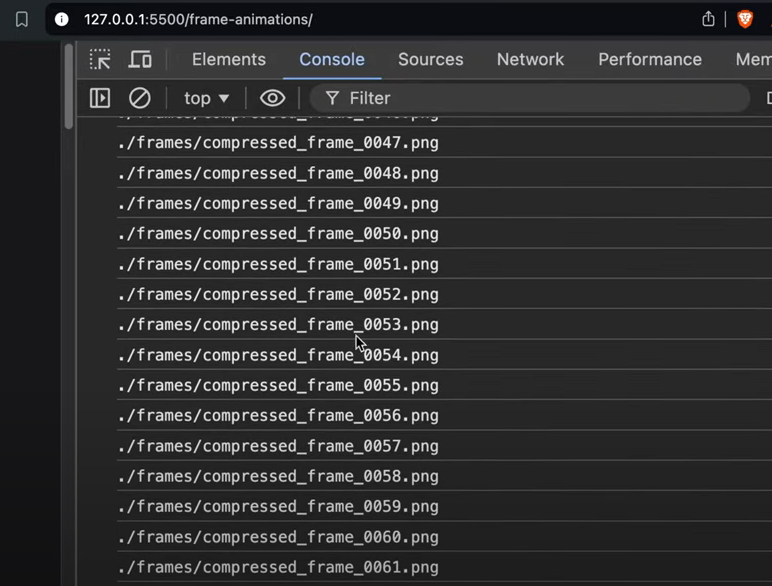 127.0.0.1:5500/frame-animations/
Elements Console Sources Network Performance Mem
top Filter
./frames/compressed_frame_0047.png
./frames/compressed_frame_0048.png
./frames/compressed_frame_0049.png
./frames/compressed_frame_0050.png
./frames/compressed_frame_0051.png
./frames/compressed_frame_0052.png
./frames/compressed_frame_0053.png
./frames/compressed_frame_0054.png
./frames/compressed_frame_0055.png
./frames/compressed_frame_0056.png
./frames/compressed_frame_0057.png
./frames/compressed_frame_0058.png
./frames/compressed_frame_0059.png
./frames/compressed_frame_0060.png
./frames/compressed_frame_0061.png